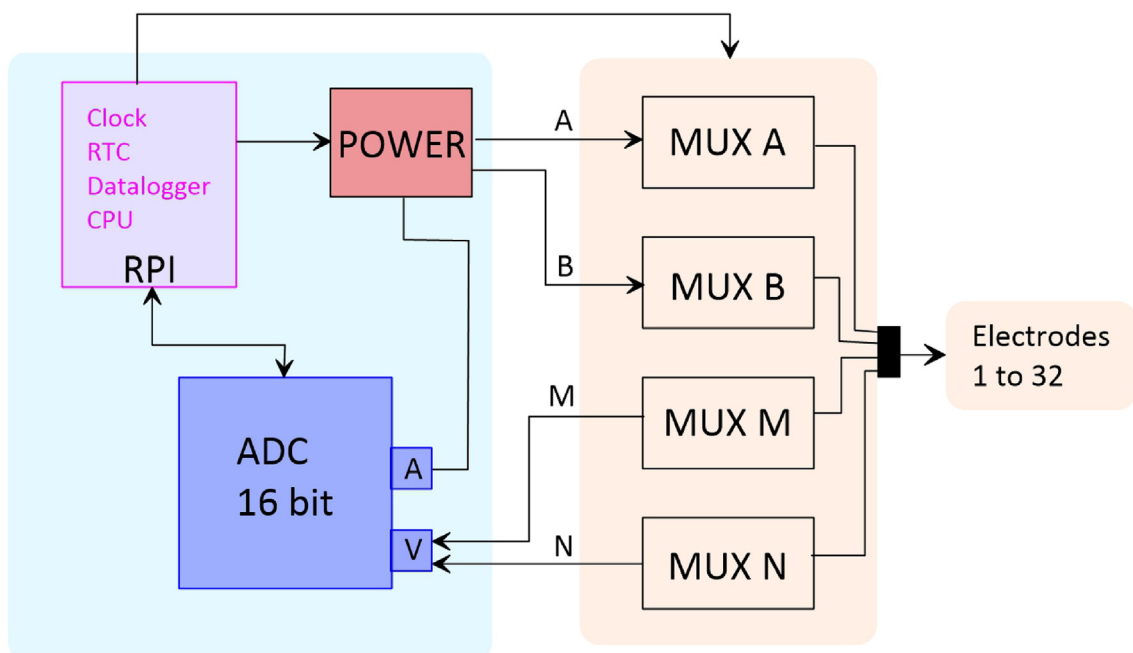 Clock
RTC
Datalogger
CPU
RPI
POWER
A
B
MUX A
MUX B
MUX M
MUX N
M
N
ADC
16 bit
A
V
Electrodes
1 to 32